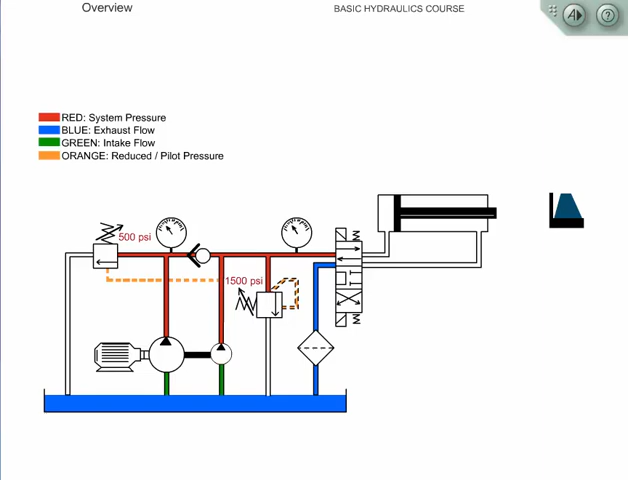 Overview
BASIC HYDRAULICS COURSE
A
?
RED: System Pressure
BLUE: Exhaust Flow
GREEN: Intake Flow
ORANGE: Reduced / Pilot Pressure
500 psi
1500 psi